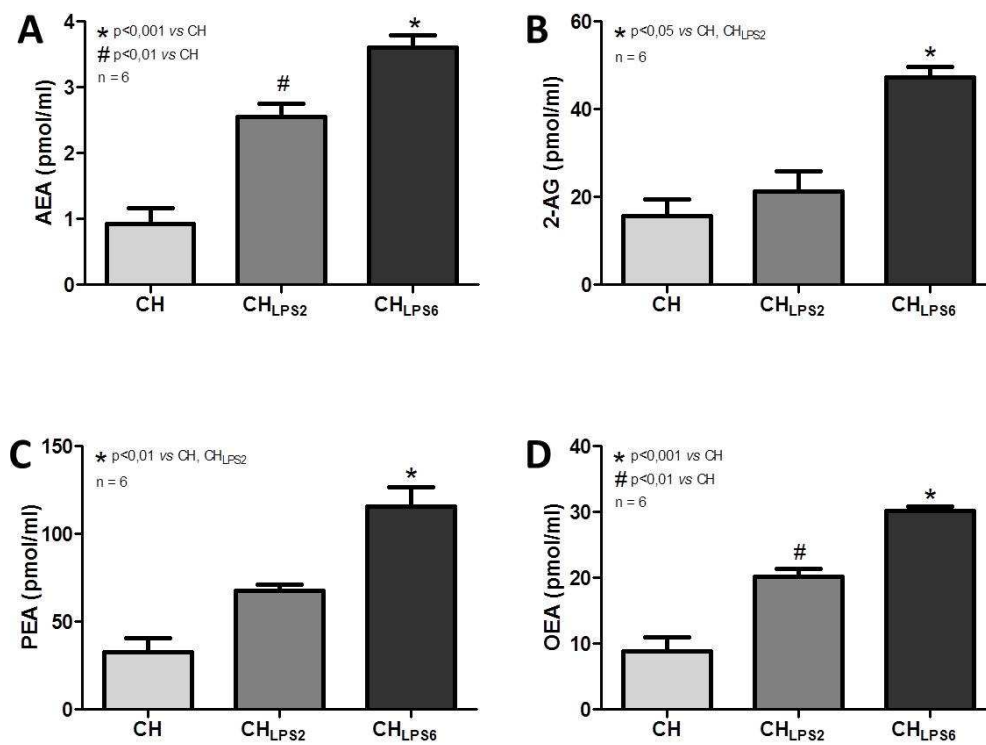 A
* p<0,001 vs CH
# p<0,01 vs CH
n = 6
AEA (pmol/ml)
4
3
2
1
0
#
*
CH
CHLPS2
CHLPS6
B
* p<0,05 vs CH, CHLPS2
n = 6
2-AG (pmol/ml)
60
40
20
0
*
CH
CHLPS2
CHLPS6
C
* p<0,01 vs CH, CHLPS2
n = 6
PEA (pmol/ml)
150
100
50
0
*
CH
CHLPS2
CHLPS6
D
* p<0,001 vs CH
# p<0,01 vs CH
n = 6
OEA (pmol/ml)
40
30
20
10
0
#
*
CH
CHLPS2
CHLPS6